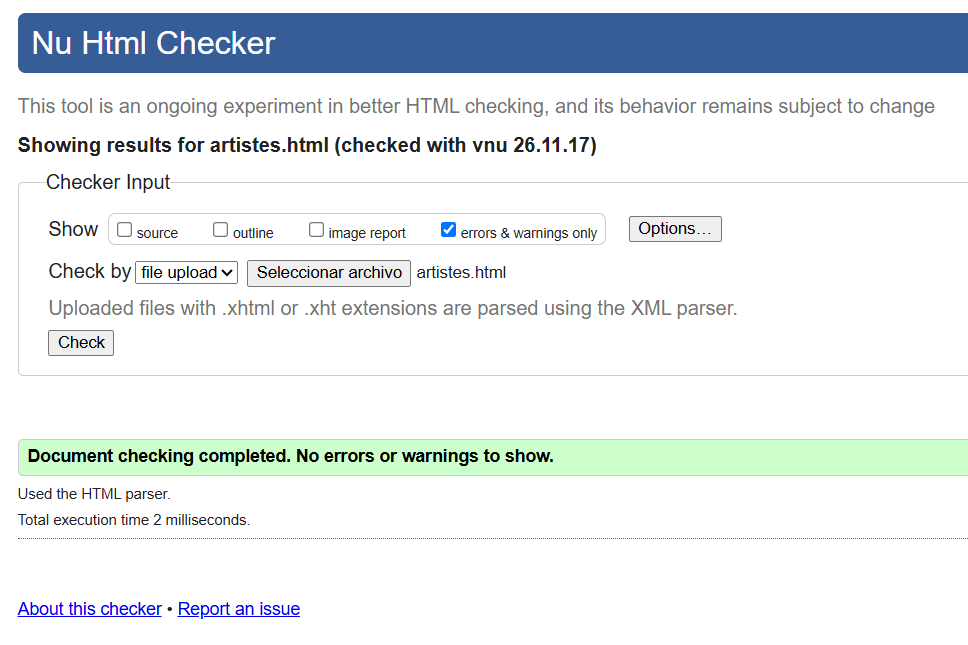 Nu Html Checker
This tool is an ongoing experiment in better HTML checking, and its behavior remains subject to change
Showing results for artistes.html (checked with vnu 26.11.17)
Checker Input
Show source outline image report errors & warnings only Options…
Check by file upload Seleccionar archivo artistes.html
Uploaded files with .xhtml or .xht extensions are parsed using the XML parser.
Check
Document checking completed. No errors or warnings to show.
Used the HTML parser.
Total execution time 2 milliseconds.
About this checker • Report an issue